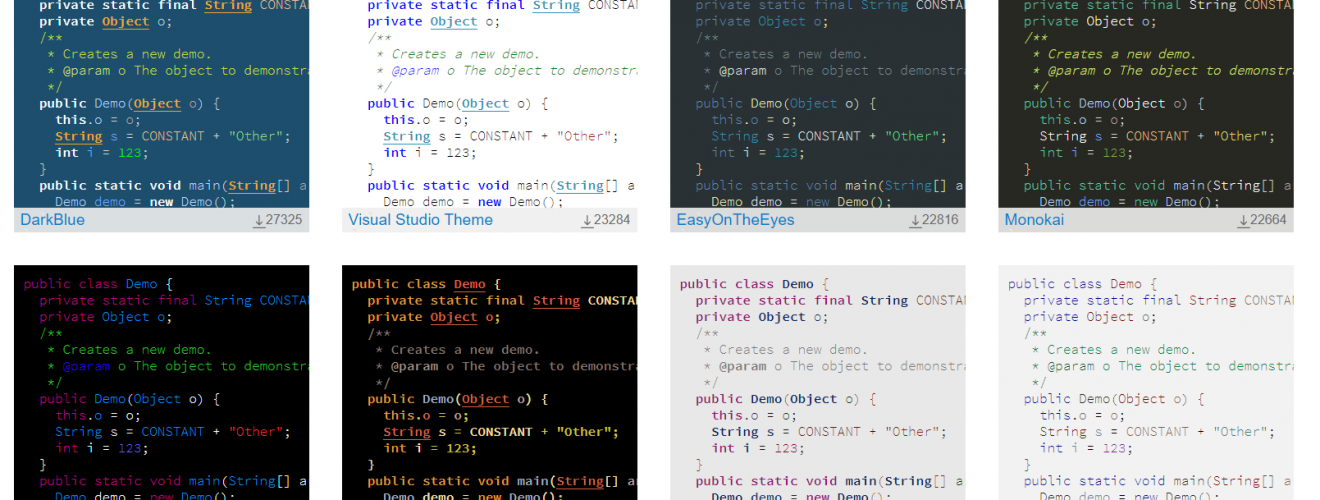 private static final String CONSTANT
private Object o;
/**
* Creates a new demo.
* @param o The object to demonstra
*/
public Demo(Object o) {
this.o = o;
String s = CONSTANT + "Other";
int i = 123;
}
public static void main(String[] a
Demo demo = new Demo();
DarkBlue 27325
private static final String CONSTAN
private Object o;
/**
* Creates a new demo.
* @param o The object to demonstra
*/
public Demo(Object o) {
this.o = o;
String s = CONSTANT + "Other";
int i = 123;
}
public static void main(String[] a
Demo demo = new Demo();
Visual Studio Theme 23284
private static final String CONSTA
private Object o;
/**
* Creates a new demo.
* @param o The object to demonstra
*/
public Demo(Object o) {
this.o = o;
String s = CONSTANT + "Other";
int i = 123;
}
public static void main(String[] a
Demo demo = new Demo();
EasyOnTheEyes 22816
private static final String CONSTA
private Object o;
/**
* Creates a new demo.
* @param o The object to demonstra
*/
public Demo(Object o) {
this.o = o;
String s = CONSTANT + "Other";
int i = 123;
}
public static void main(String[] a
Demo demo = new Demo();
Monokai 22664
public class Demo {
private static final String CONSTA
private Object o;
/**
* Creates a new demo.
* @param o The object to demonstra
*/
public Demo(Object o) {
this.o = o;
String s = CONSTANT + "Other";
int i = 123;
}
public static void main(String[] a
Demo demo = new Demo();
public class Demo {
private static final String CONSTAN
private Object o;
/**
* Creates a new demo.
* @param o The object to demonstra
*/
public Demo(Object o) {
this.o = o;
String s = CONSTANT + "Other";
int i = 123;
}
public static void main(String[] a
Demo demo = new Demo();
public class Demo {
private static final String CONSTA
private Object o;
/**
* Creates a new demo.
* @param o The object to demonstra
*/
public Demo(Object o) {
this.o = o;
String s = CONSTANT + "Other";
int i = 123;
}
public static void main(String[] a
Demo demo = new Demo();
public class Demo {
private static final String CONSTA
private Object o;
/**
* Creates a new demo.
* @param o The object to demonstra
*/
public Demo(Object o) {
this.o = o;
String s = CONSTANT + "Other";
int i = 123;
}
public static void main(String[] a
Demo demo = new Demo();